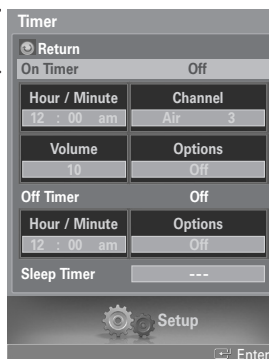 Timer
Return
On Timer Off
Hour / Minute Channel
12 : 00 am Air 3
Volume Options
10 Off
Off Timer Off
Hour / Minute Options
12 : 00 am Off
Sleep Timer ---
Setup
Enter